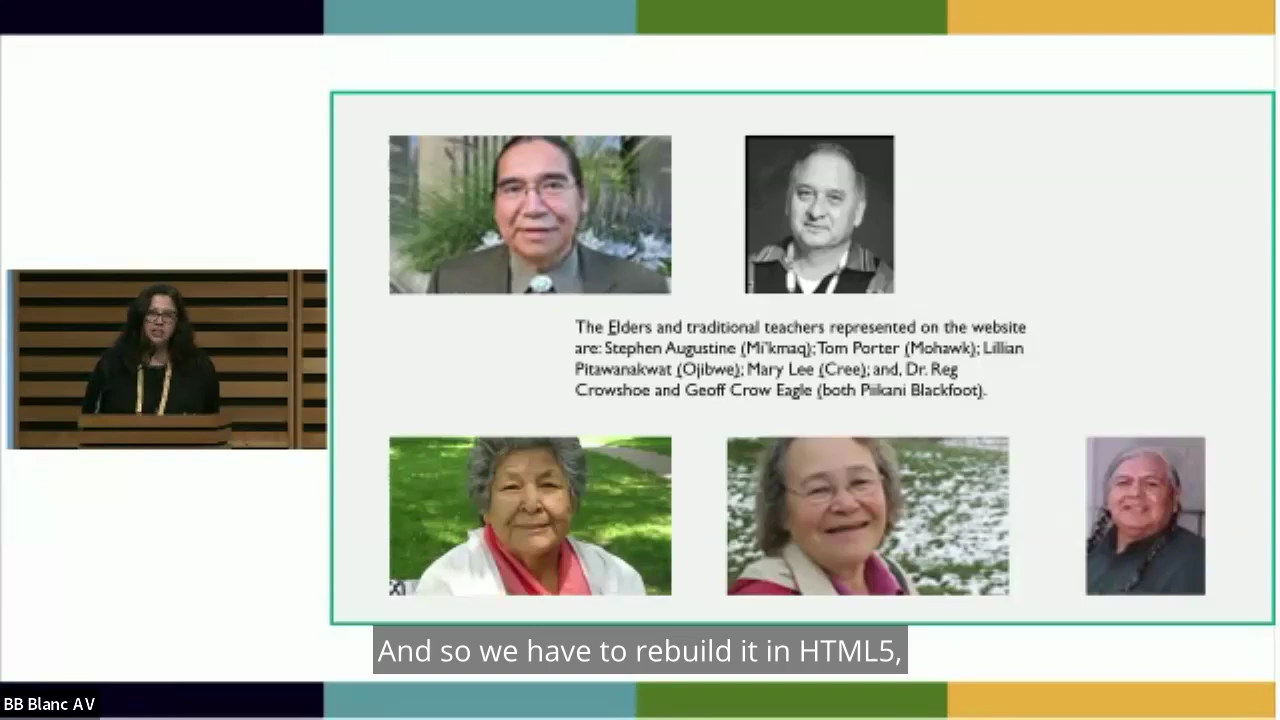 The Elders and traditional teachers represented on the website
are: Stephen Augustine (Mi'kmaq); Tom Porter (Mohawk); Lillian
Pitawanakwat (Ojibwe); Mary Lee (Cree); and, Dr. Reg
Crowshoe and Geoff Crow Eagle (both Piikani Blackfoot).
And so we have to rebuild it in HTML5,
BB Blanc AV